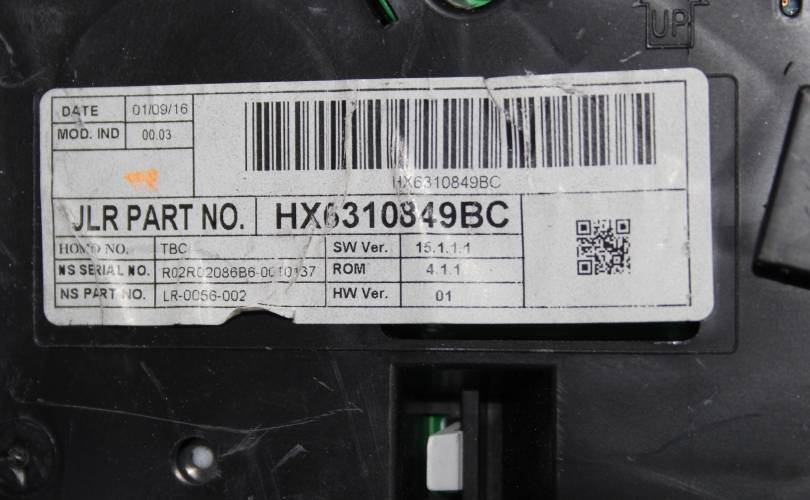 UP
DATE 01/09/16
MOD. IND 00.03
HX6310849BC
JLR PART NO. HX6310849BC
HOMO NO. TBC SW Ver. 15.1.1.1
NS SERIAL NO. R02R02086B6-0010137 ROM 4.1.1
NS PART NO. LR-0056-002 HW Ver. 01